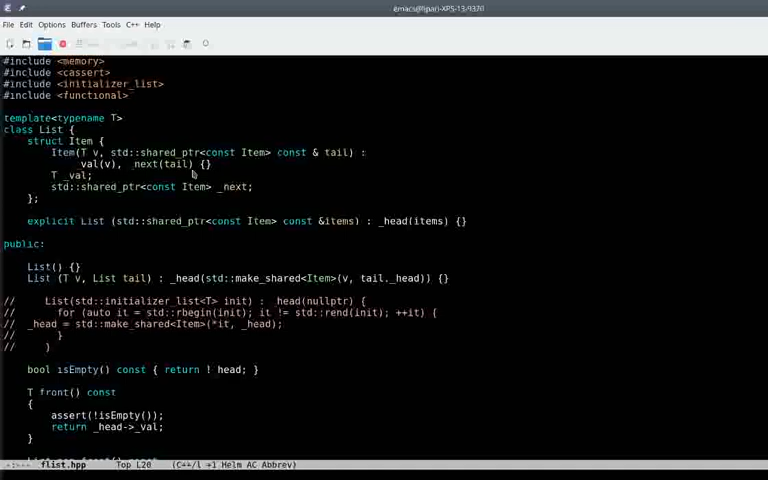 emacs@ipari-XPS-13-9370
File Edit Options Buffers Tools C++ Help
#include <memory>
#include <cassert>
#include <initializer_list>
#include <functional>
template<typename T>
class List {
struct Item {
Item(T v, std::shared_ptr<const Item> const & tail) :
_val(v), _next(tail) {}
T _val;
std::shared_ptr<const Item> _next;
};
explicit List (std::shared_ptr<const Item> const &items) : _head(items) {}
public:
List() {}
List (T v, List tail) : _head(std::make_shared<Item>(v, tail._head)) {}
// List(std::initializer_list<T> init) : _head(nullptr) {
// for (auto it = std::rbegin(init); it != std::rend(init); ++it) {
// _head = std::make_shared<Item>(*it, _head);
// }
// }
bool isEmpty() const { return !_head; }
T front() const
{
assert(!isEmpty());
return _head->_val;
}
-:--- flist.hpp Top L20 (C++/l +1 Helm AC Abbrev)